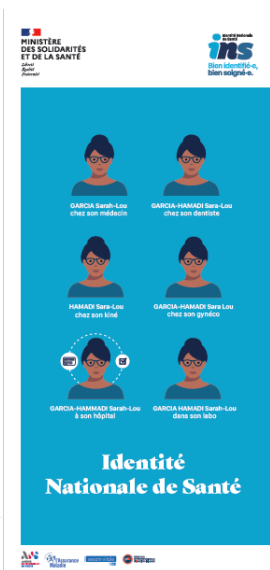 MINISTÈRE
DES SOLIDARITÉS
ET DE LA SANTÉ
Liberté
Égalité
Fraternité
ins
Bien identifié·e,
bien soigné·e.
GARCIA Sarah-Lou
chez son médecin
GARCIA-HAMADI Sara-Lou
chez son dentiste
HAMADI Sara-Lou
chez son kiné
GARCIA-HAMADI Sarah-Lou
chez son gynéco
GARCIA-HAMMADI Sarah-Lou
à son hôpital
GARCIA HAMADI Sarah-Lou
dans son labo
Identité
Nationale de Santé
l'Assurance
Maladie